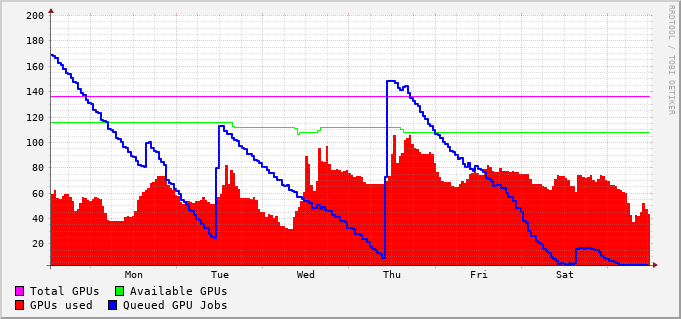 200
180
160
140
120
100
80
60
40
20
Mon Tue Wed Thu Fri Sat
Total GPUs Available GPUs
GPUs used Queued GPU Jobs
RRDTOOL / TOBI OETIKER